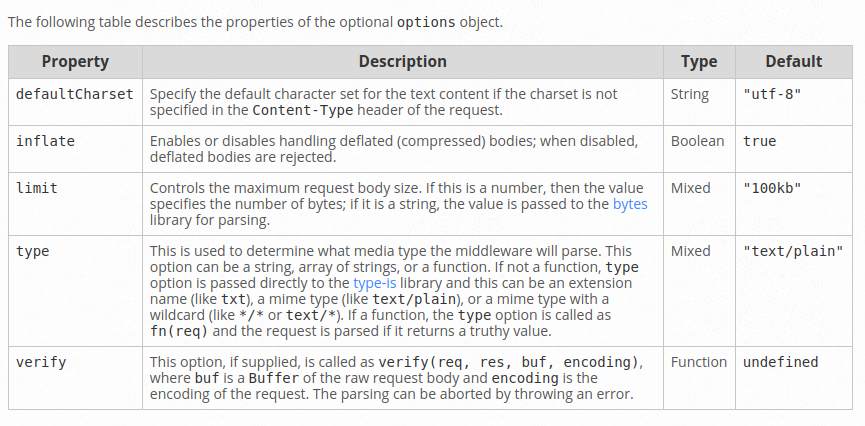 The following table describes the properties of the optional options object.
Property Description Type Default
defaultCharset Specify the default character set for the text content if the charset is not String "utf-8"
specified in the Content-Type header of the request.
inflate Enables or disables handling deflated (compressed) bodies; when disabled, Boolean true
deflated bodies are rejected.
limit Controls the maximum request body size. If this is a number, then the value Mixed "100kb"
specifies the number of bytes; if it is a string, the value is passed to the bytes
library for parsing.
type This is used to determine what media type the middleware will parse. This Mixed "text/plain"
option can be a string, array of strings, or a function. If not a function, type
option is passed directly to the type-is library and this can be an extension
name (like txt), a mime type (like text/plain), or a mime type with a
wildcard (like */* or text/*). If a function, the type option is called as
fn(req) and the request is parsed if it returns a truthy value.
verify This option, if supplied, is called as verify(req, res, buf, encoding), Function undefined
where buf is a Buffer of the raw request body and encoding is the
encoding of the request. The parsing can be aborted by throwing an error.